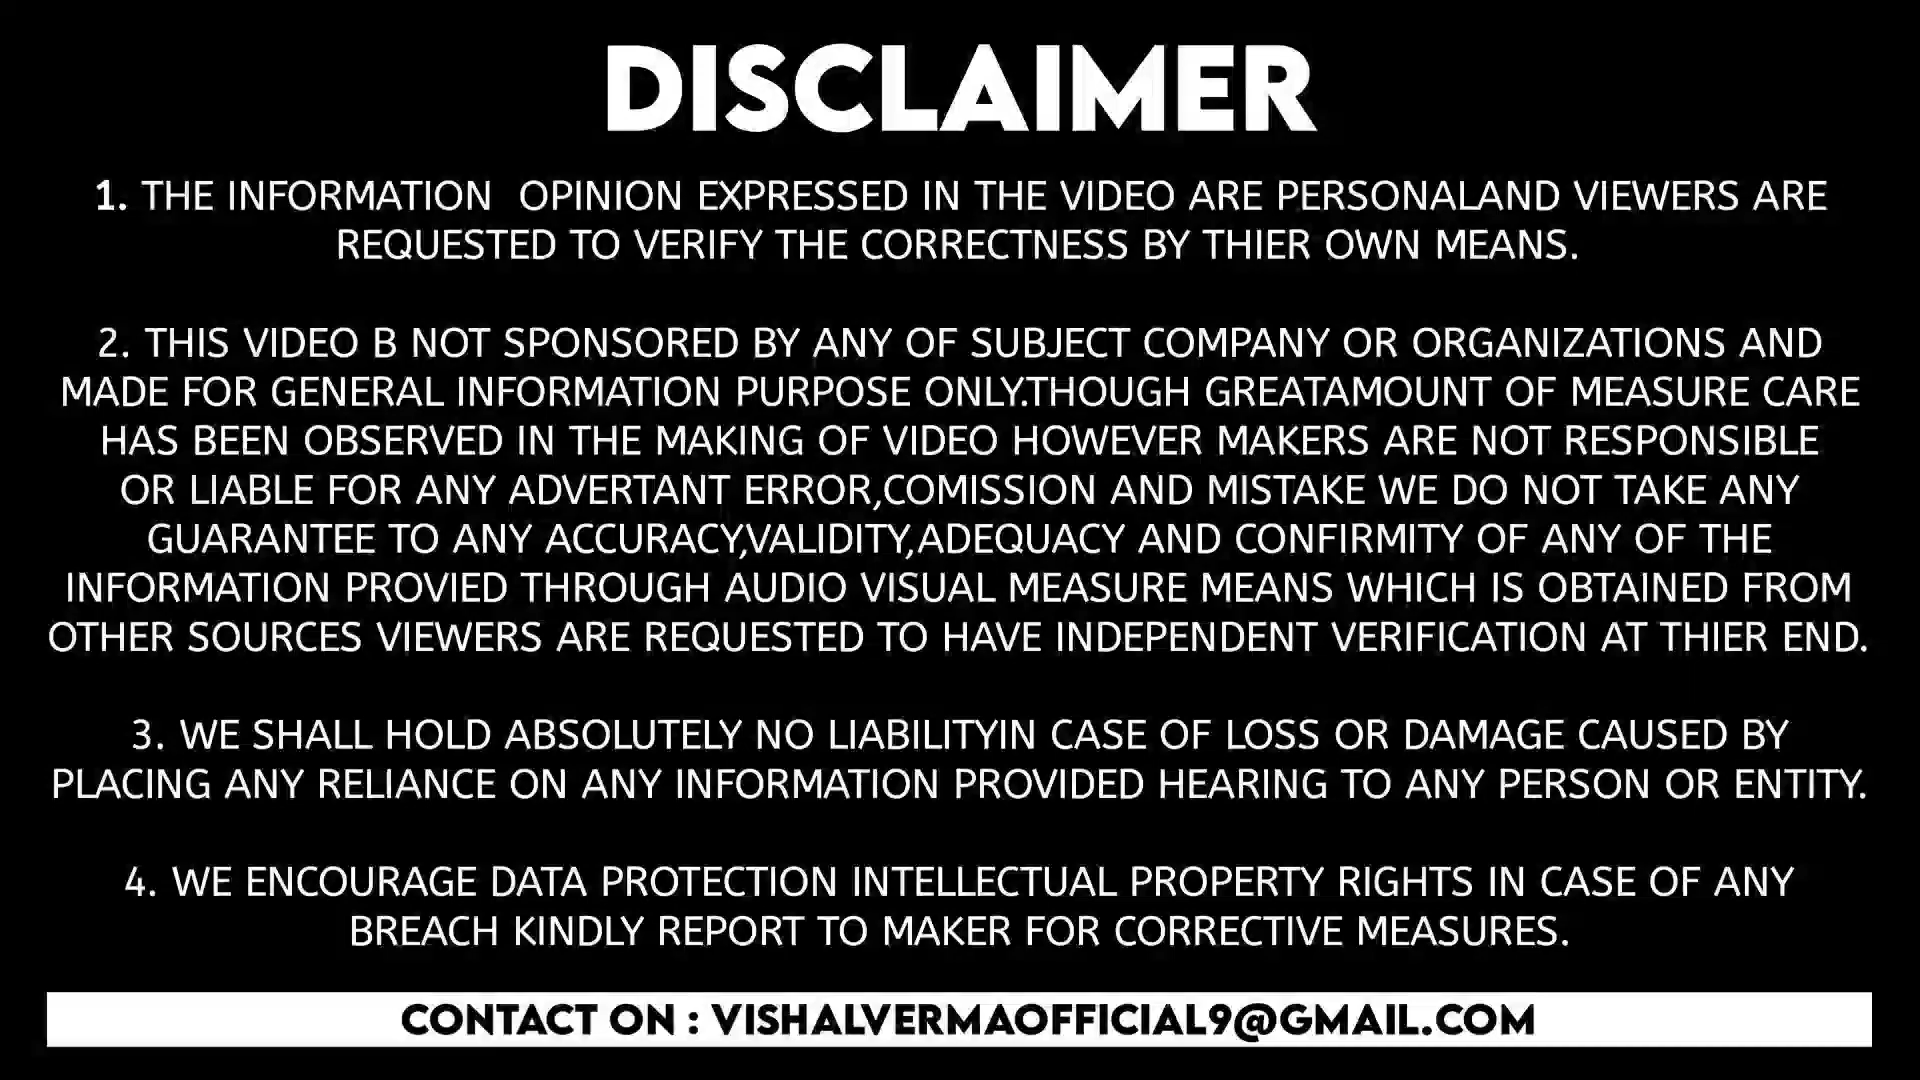 DISCLAIMER
1. THE INFORMATION OPINION EXPRESSED IN THE VIDEO ARE PERSONALAND VIEWERS ARE
REQUESTED TO VERIFY THE CORRECTNESS BY THIER OWN MEANS.
2. THIS VIDEO B NOT SPONSORED BY ANY OF SUBJECT COMPANY OR ORGANIZATIONS AND
MADE FOR GENERAL INFORMATION PURPOSE ONLY.THOUGH GREATAMOUNT OF MEASURE CARE
HAS BEEN OBSERVED IN THE MAKING OF VIDEO HOWEVER MAKERS ARE NOT RESPONSIBLE
OR LIABLE FOR ANY ADVERTANT ERROR,COMISSION AND MISTAKE WE DO NOT TAKE ANY
GUARANTEE TO ANY ACCURACY,VALIDITY,ADEQUACY AND CONFIRMITY OF ANY OF THE
INFORMATION PROVIED THROUGH AUDIO VISUAL MEASURE MEANS WHICH IS OBTAINED FROM
OTHER SOURCES VIEWERS ARE REQUESTED TO HAVE INDEPENDENT VERIFICATION AT THIER END.
3. WE SHALL HOLD ABSOLUTELY NO LIABILITYIN CASE OF LOSS OR DAMAGE CAUSED BY
PLACING ANY RELIANCE ON ANY INFORMATION PROVIDED HEARING TO ANY PERSON OR ENTITY.
4. WE ENCOURAGE DATA PROTECTION INTELLECTUAL PROPERTY RIGHTS IN CASE OF ANY
BREACH KINDLY REPORT TO MAKER FOR CORRECTIVE MEASURES.
CONTACT ON : VISHALVERMAOFFICIAL9@GMAIL.COM